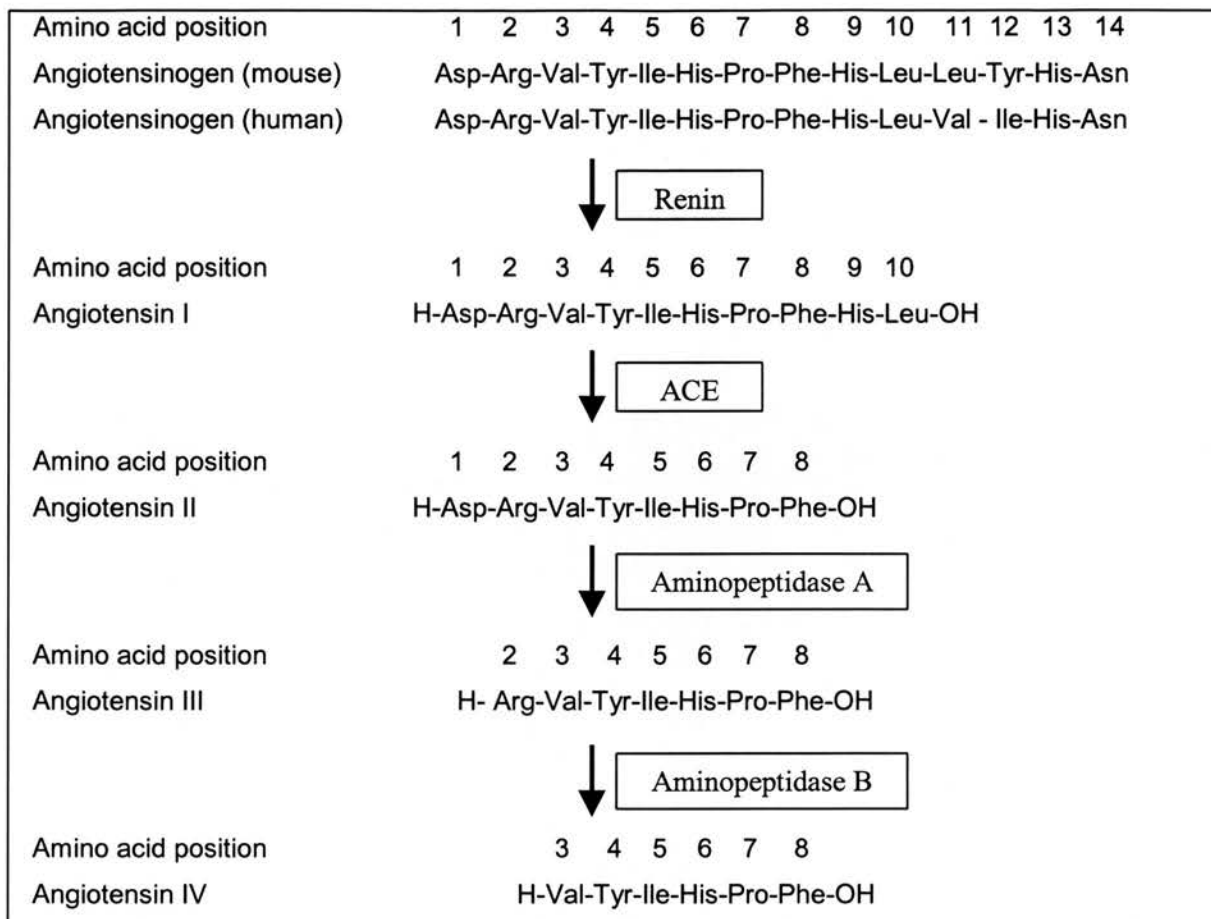 Amino acid position 1 2 3 4 5 6 7 8 9 10 11 12 13 14
Angiotensinogen (mouse) Asp-Arg-Val-Tyr-Ile-His-Pro-Phe-His-Leu-Leu-Tyr-His-Asn
Angiotensinogen (human) Asp-Arg-Val-Tyr-Ile-His-Pro-Phe-His-Leu-Val - Ile-His-Asn
Renin
Amino acid position 1 2 3 4 5 6 7 8 9 10
Angiotensin I H-Asp-Arg-Val-Tyr-Ile-His-Pro-Phe-His-Leu-OH
ACE
Amino acid position 1 2 3 4 5 6 7 8
Angiotensin II H-Asp-Arg-Val-Tyr-Ile-His-Pro-Phe-OH
Aminopeptidase A
Amino acid position 2 3 4 5 6 7 8
Angiotensin III H- Arg-Val-Tyr-Ile-His-Pro-Phe-OH
Aminopeptidase B
Amino acid position 3 4 5 6 7 8
Angiotensin IV H-Val-Tyr-Ile-His-Pro-Phe-OH